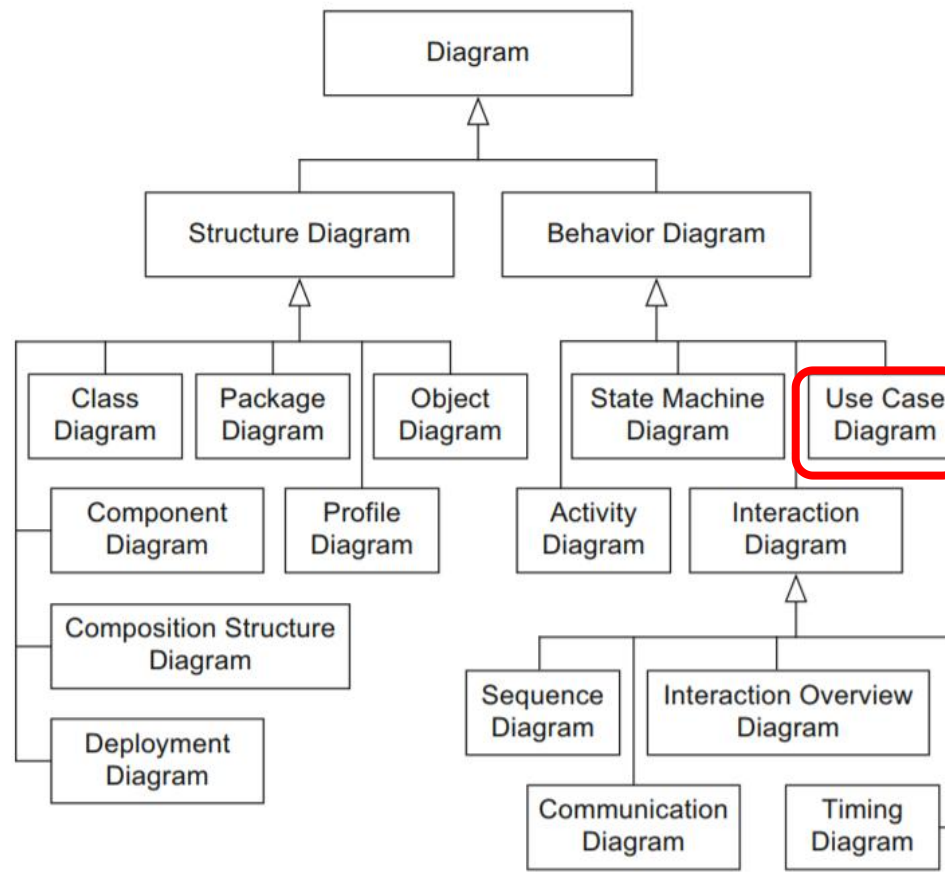 Diagram
Structure Diagram
Behavior Diagram
Class
Diagram
Package
Diagram
Object
Diagram
State Machine
Diagram
Use Case
Diagram
Component
Diagram
Profile
Diagram
Activity
Diagram
Interaction
Diagram
Composition Structure
Diagram
Sequence
Diagram
Interaction Overview
Diagram
Deployment
Diagram
Communication
Diagram
Timing
Diagram